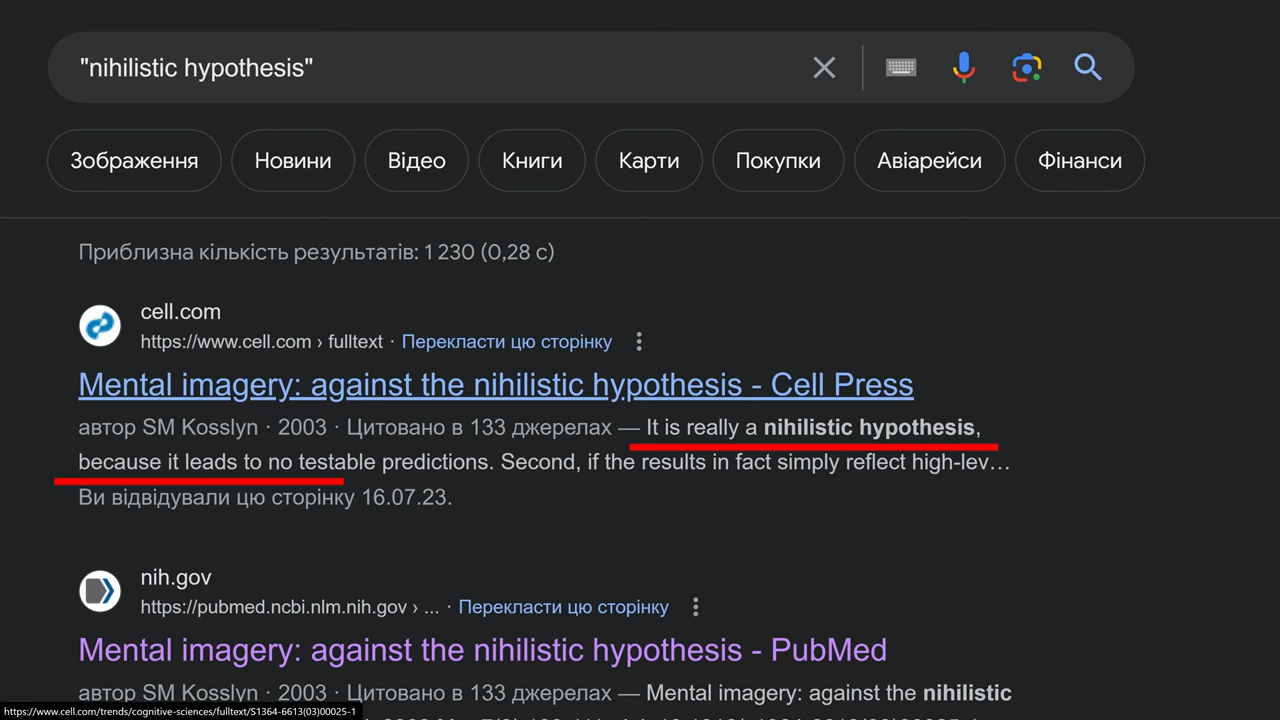 "nihilistic hypothesis"
Зображення Новини Відео Книги Карти Покупки Авіарейси Фінанси
Приблизна кількість результатів: 1 230 (0,28 с)
cell.com
https://www.cell.com › fulltext · Перекласти цю сторінку
Mental imagery: against the nihilistic hypothesis - Cell Press
автор SM Kosslyn · 2003 · Цитовано в 133 джерелах — It is really a nihilistic hypothesis,
because it leads to no testable predictions. Second, if the results in fact simply reflect high-lev…
Ви відвідували цю сторінку 16.07.23.
nih.gov
https://pubmed.ncbi.nlm.nih.gov › ... · Перекласти цю сторінку
Mental imagery: against the nihilistic hypothesis - PubMed
автор SM Kosslyn · 2003 · Цитовано в 133 джерелах — Mental imagery: against the nihilistic
https://www.cell.com/trends/cognitive-sciences/fulltext/S1364-6613(03)00025-1